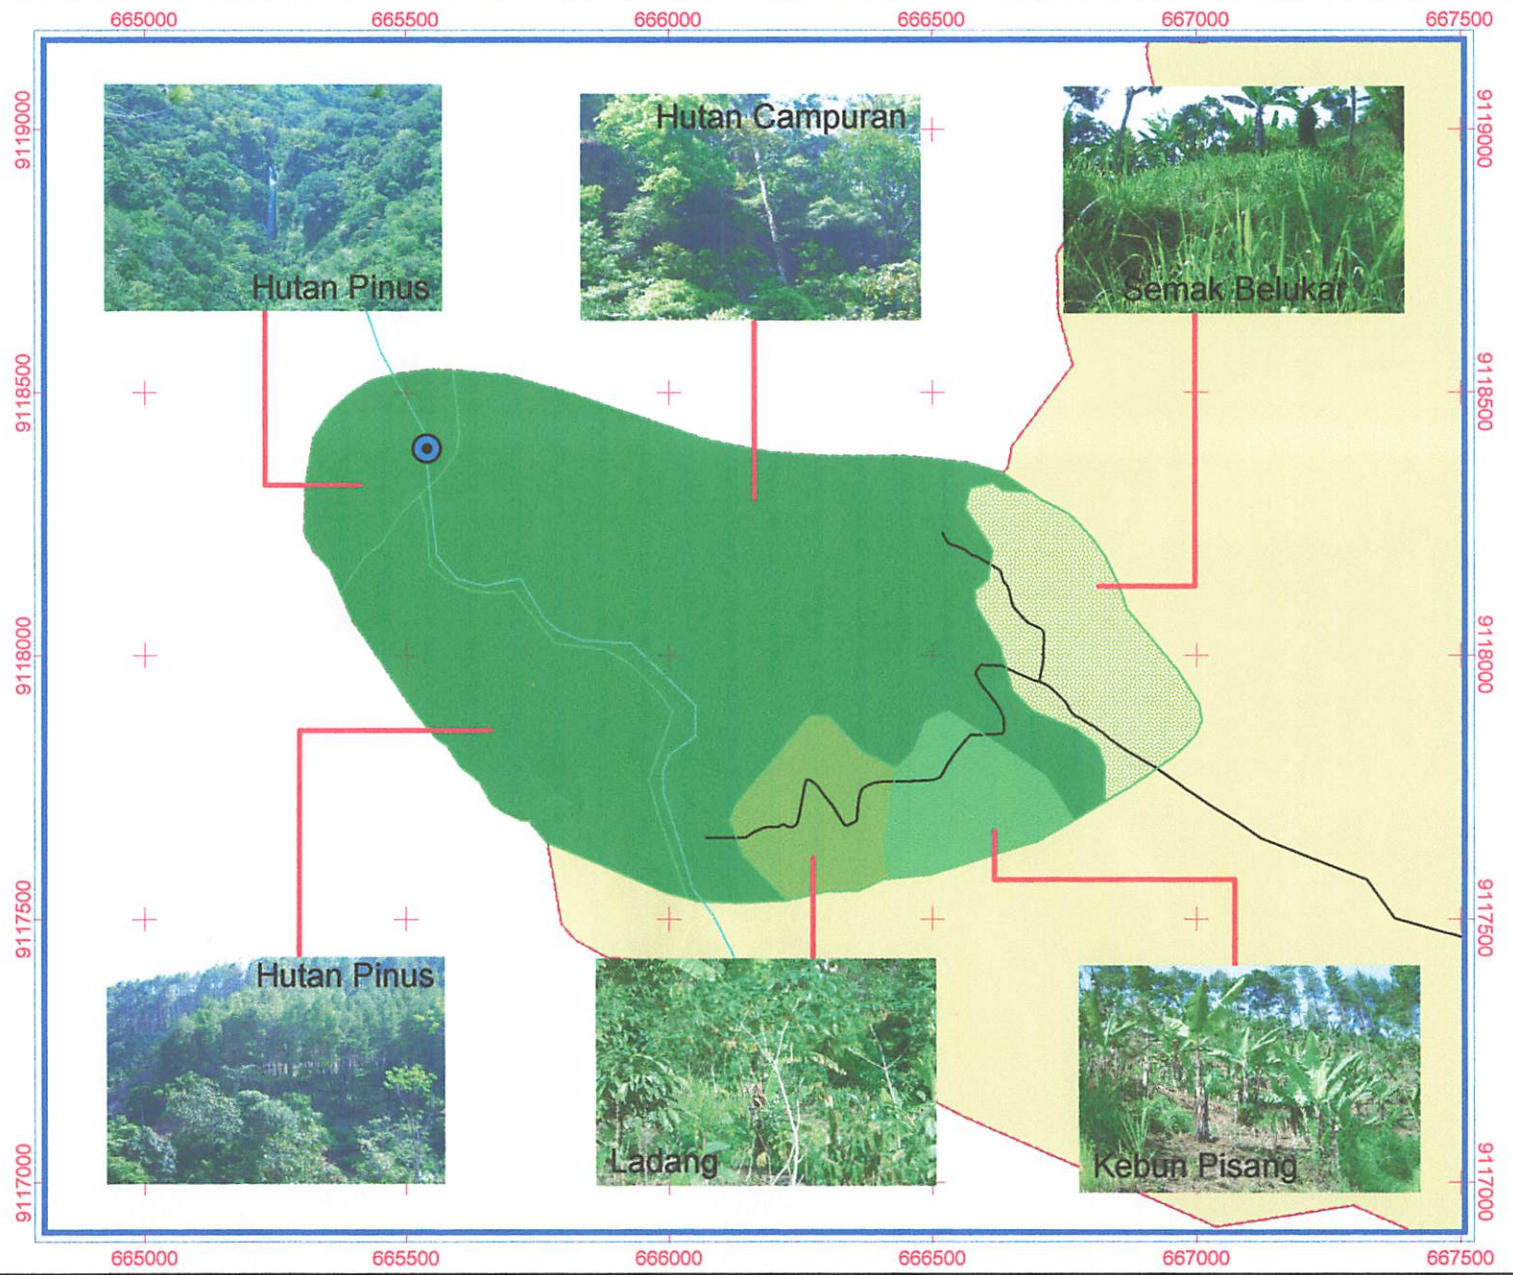 665000 665500 666000 666500 667000 667500
9119000
9119000
Hutan Campuran
Hutan Pinus
Semak Belukar
9118500
9118500
9118000
9118000
9117500
9117500
Hutan Pinus
Ladang
Kebun Pisang
9117000
9117000
665000 665500 666000 666500 667000 667500